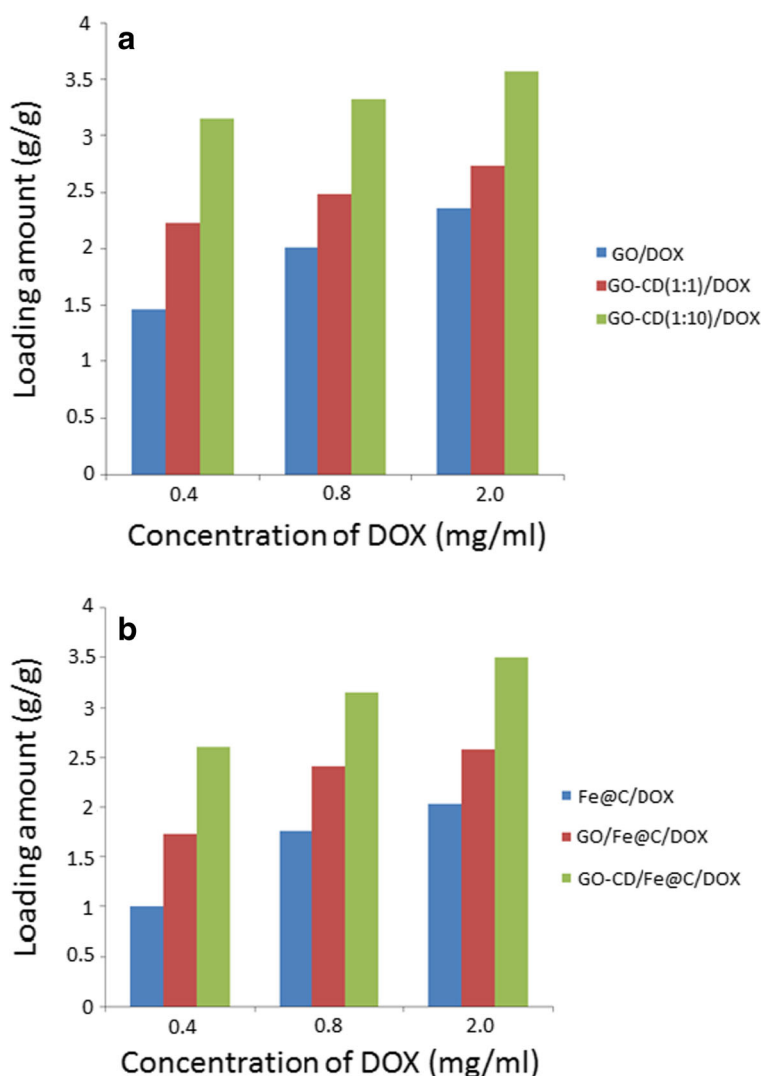 a
Loading amount (g/g)
4
3.5
3
2.5
2
1.5
1
0.5
0
0.4 0.8 2.0
Concentration of DOX (mg/ml)
GO/DOX
GO-CD(1:1)/DOX
GO-CD(1:10)/DOX
b
Loading amount (g/g)
4
3.5
3
2.5
2
1.5
1
0.5
0
0.4 0.8 2.0
Concentration of DOX (mg/ml)
Fe@C/DOX
GO/Fe@C/DOX
GO-CD/Fe@C/DOX